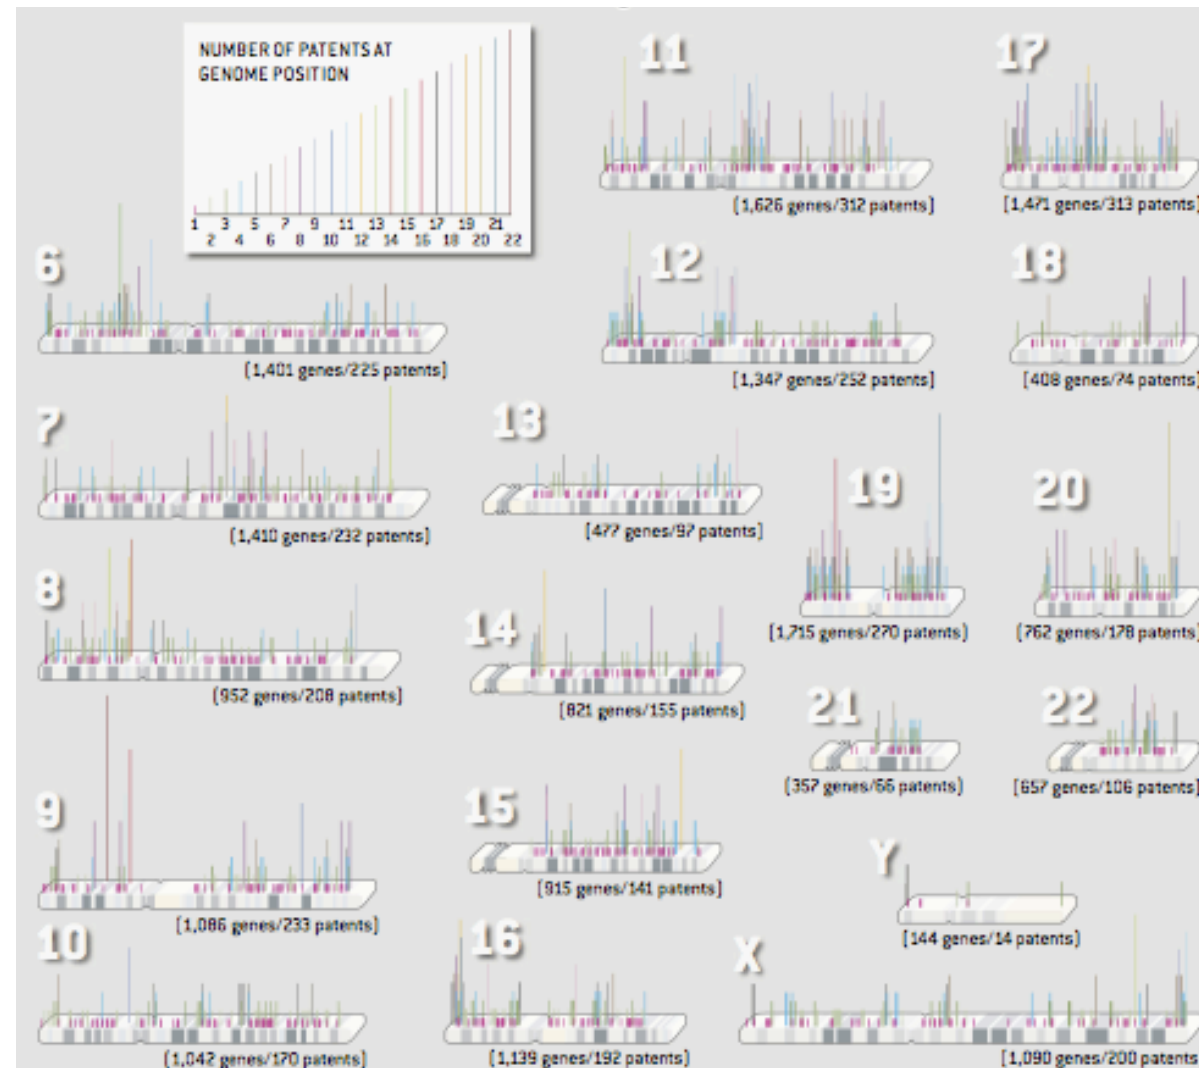 NUMBER OF PATENTS AT
GENOME POSITION
1 3 5 7 9 11 13 15 17 19 21
2 4 6 8 10 12 14 16 18 20 22
6
[1,401 genes/225 patents]
7
[1,410 genes/232 patents]
8
[952 genes/208 patents]
9
[1,086 genes/233 patents]
10
[1,042 genes/170 patents]
11
[1,626 genes/312 patents]
12
[1,347 genes/252 patents]
13
[477 genes/97 patents]
14
[821 genes/155 patents]
15
[915 genes/141 patents]
16
[1,139 genes/192 patents]
17
[1,471 genes/313 patents]
18
[408 genes/74 patents]
19
[1,715 genes/270 patents]
20
[762 genes/178 patents]
21
[357 genes/66 patents]
22
[657 genes/106 patents]
Y
[144 genes/14 patents]
X
[1,090 genes/200 patents